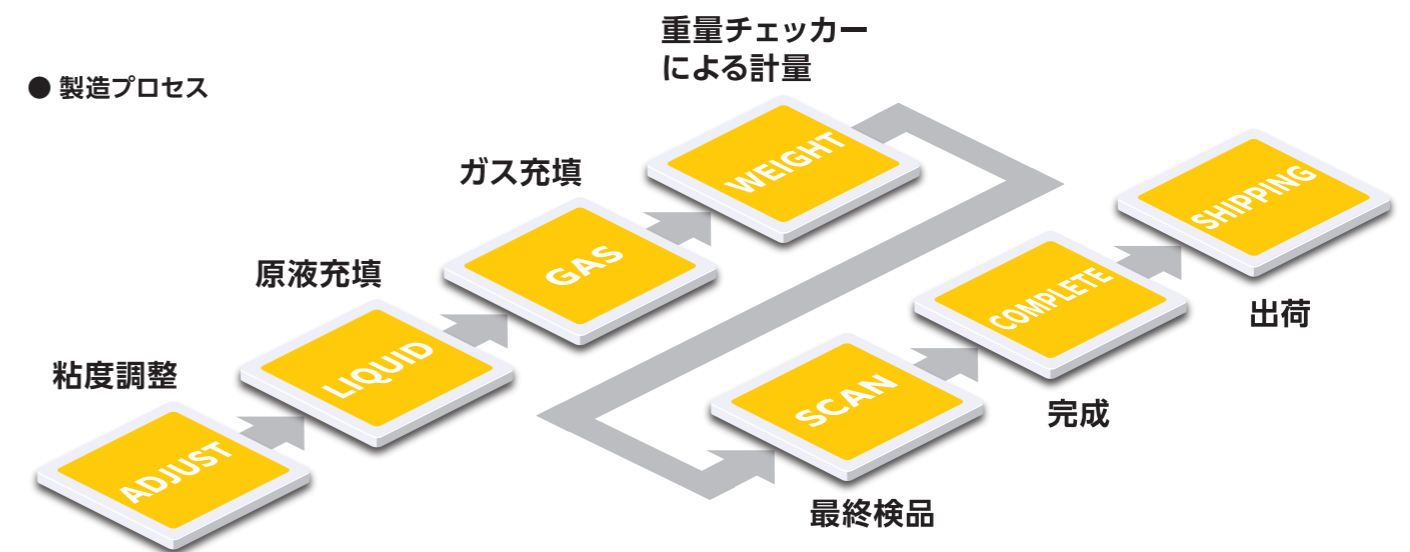 ● 製造プロセス
粘度調整
ADJUST
原液充填
LIQUID
ガス充填
GAS
重量チェッカー
による計量
WEIGHT
SCAN
最終検品
COMPLETE
完成
SHIPPING
出荷